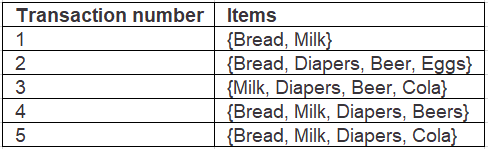 Transaction number Items
1 {Bread, Milk}
2 {Bread, Diapers, Beer, Eggs}
3 {Milk, Diapers, Beer, Cola}
4 {Bread, Milk, Diapers, Beers}
5 {Bread, Milk, Diapers, Cola}